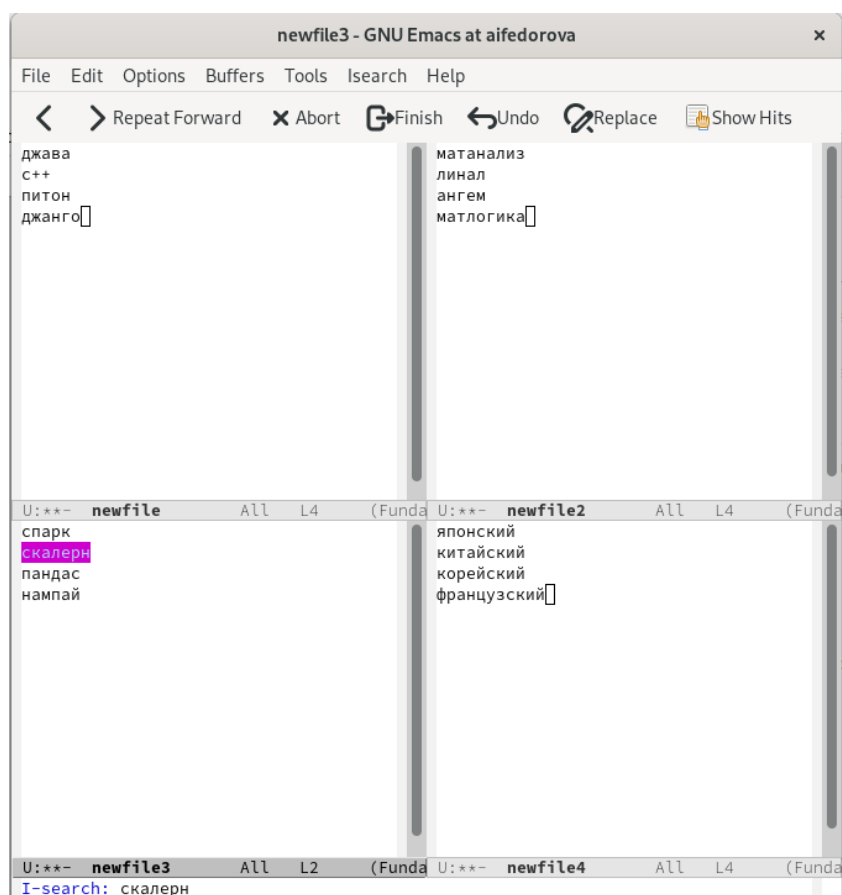 newfile3 - GNU Emacs at aifedorova
File Edit Options Buffers Tools Isearch Help
Repeat Forward Abort Finish Undo Replace Show Hits
джава
с++
питон
джанго
U:**- newfile All L4 (Funda
матанализ
линал
ангем
матлогика
U:**- newfile2 All L4 (Funda
спарк
скалерн
пандас
нампай
U:**- newfile3 All L2 (Funda
японский
китайский
корейский
французский
U:**- newfile4 All L4 (Funda
I-search: скалерн